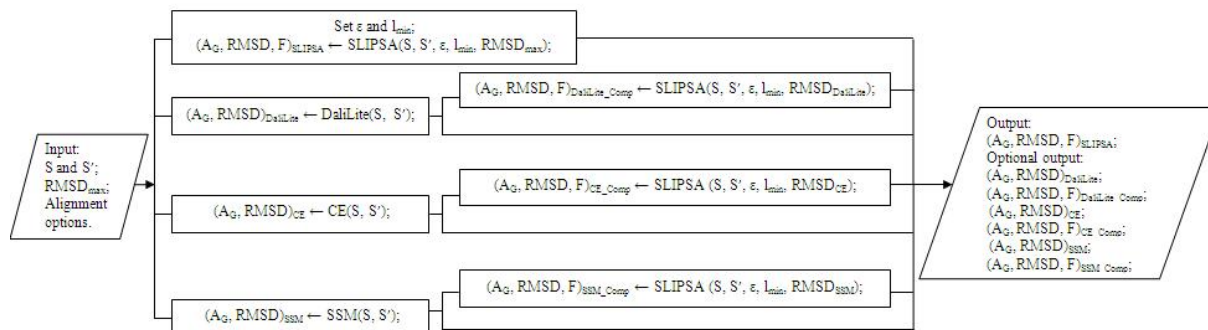 Input:
S and S′;
RMSDmax;
Alignment
options.
Set ε and lmin;
(AG, RMSD, F)SLIPSA ← SLIPSA(S, S′, ε, lmin, RMSDmax);
(AG, RMSD)DaliLite ← DaliLite(S, S′);
(AG, RMSD, F)DaliLite_Comp ← SLIPSA(S, S′, ε, lmin, RMSDDaliLite);
(AG, RMSD)CE ← CE(S, S′);
(AG, RMSD, F)CE_Comp ← SLIPSA (S, S′, ε, lmin, RMSDCE);
(AG, RMSD)SSM ← SSM(S, S′);
(AG, RMSD, F)SSM_Comp ← SLIPSA (S, S′, ε, lmin, RMSDSSM);
Output:
(AG, RMSD, F)SLIPSA;
Optional output:
(AG, RMSD)DaliLite;
(AG, RMSD, F)DaliLite_Comp;
(AG, RMSD)CE;
(AG, RMSD, F)CE_Comp;
(AG, RMSD)SSM;
(AG, RMSD, F)SSM_Comp;